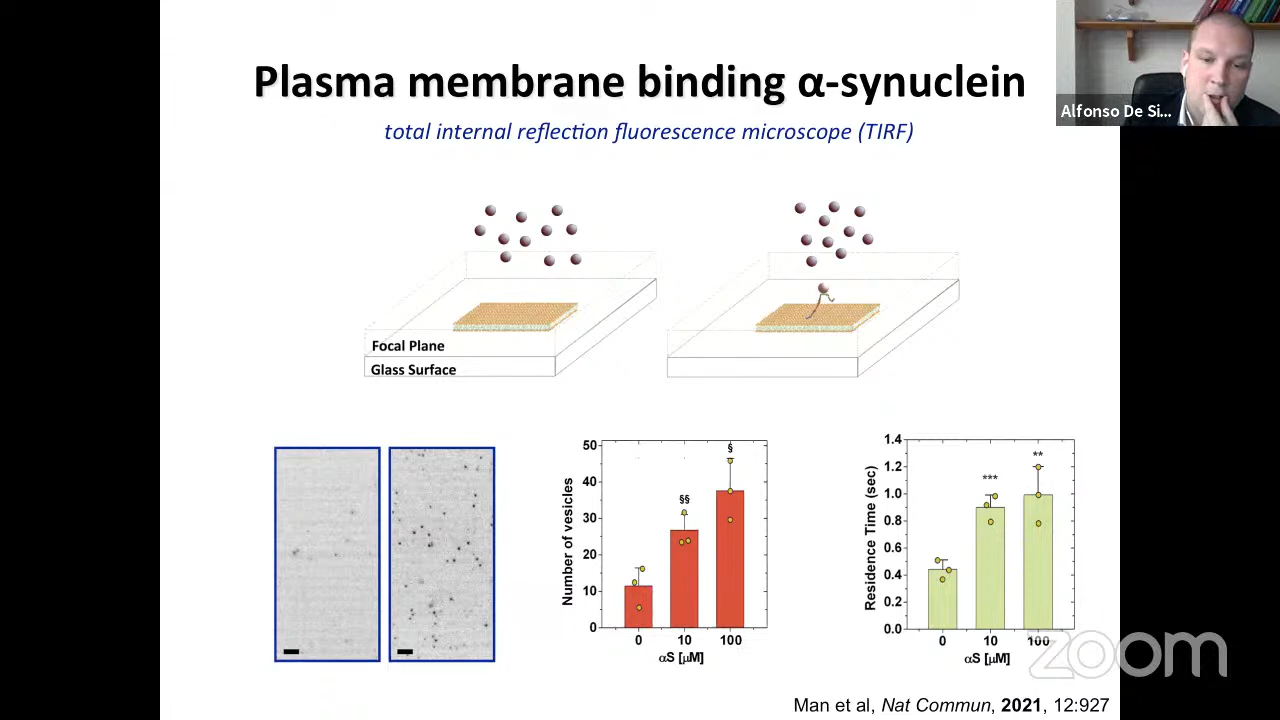 Plasma membrane binding α-synuclein
total internal reflection fluorescence microscope (TIRF)
Alfonso De Si...
Focal Plane
Glass Surface
Number of vesicles
50
40
30
20
10
0
§§
§
0 10 100
αS [μM]
Residence Time (sec)
1.4
1.2
1.0
0.8
0.6
0.4
0.2
0.0
***
**
0 10 100
αS [μM]
zoom
Man et al, Nat Commun, 2021, 12:927